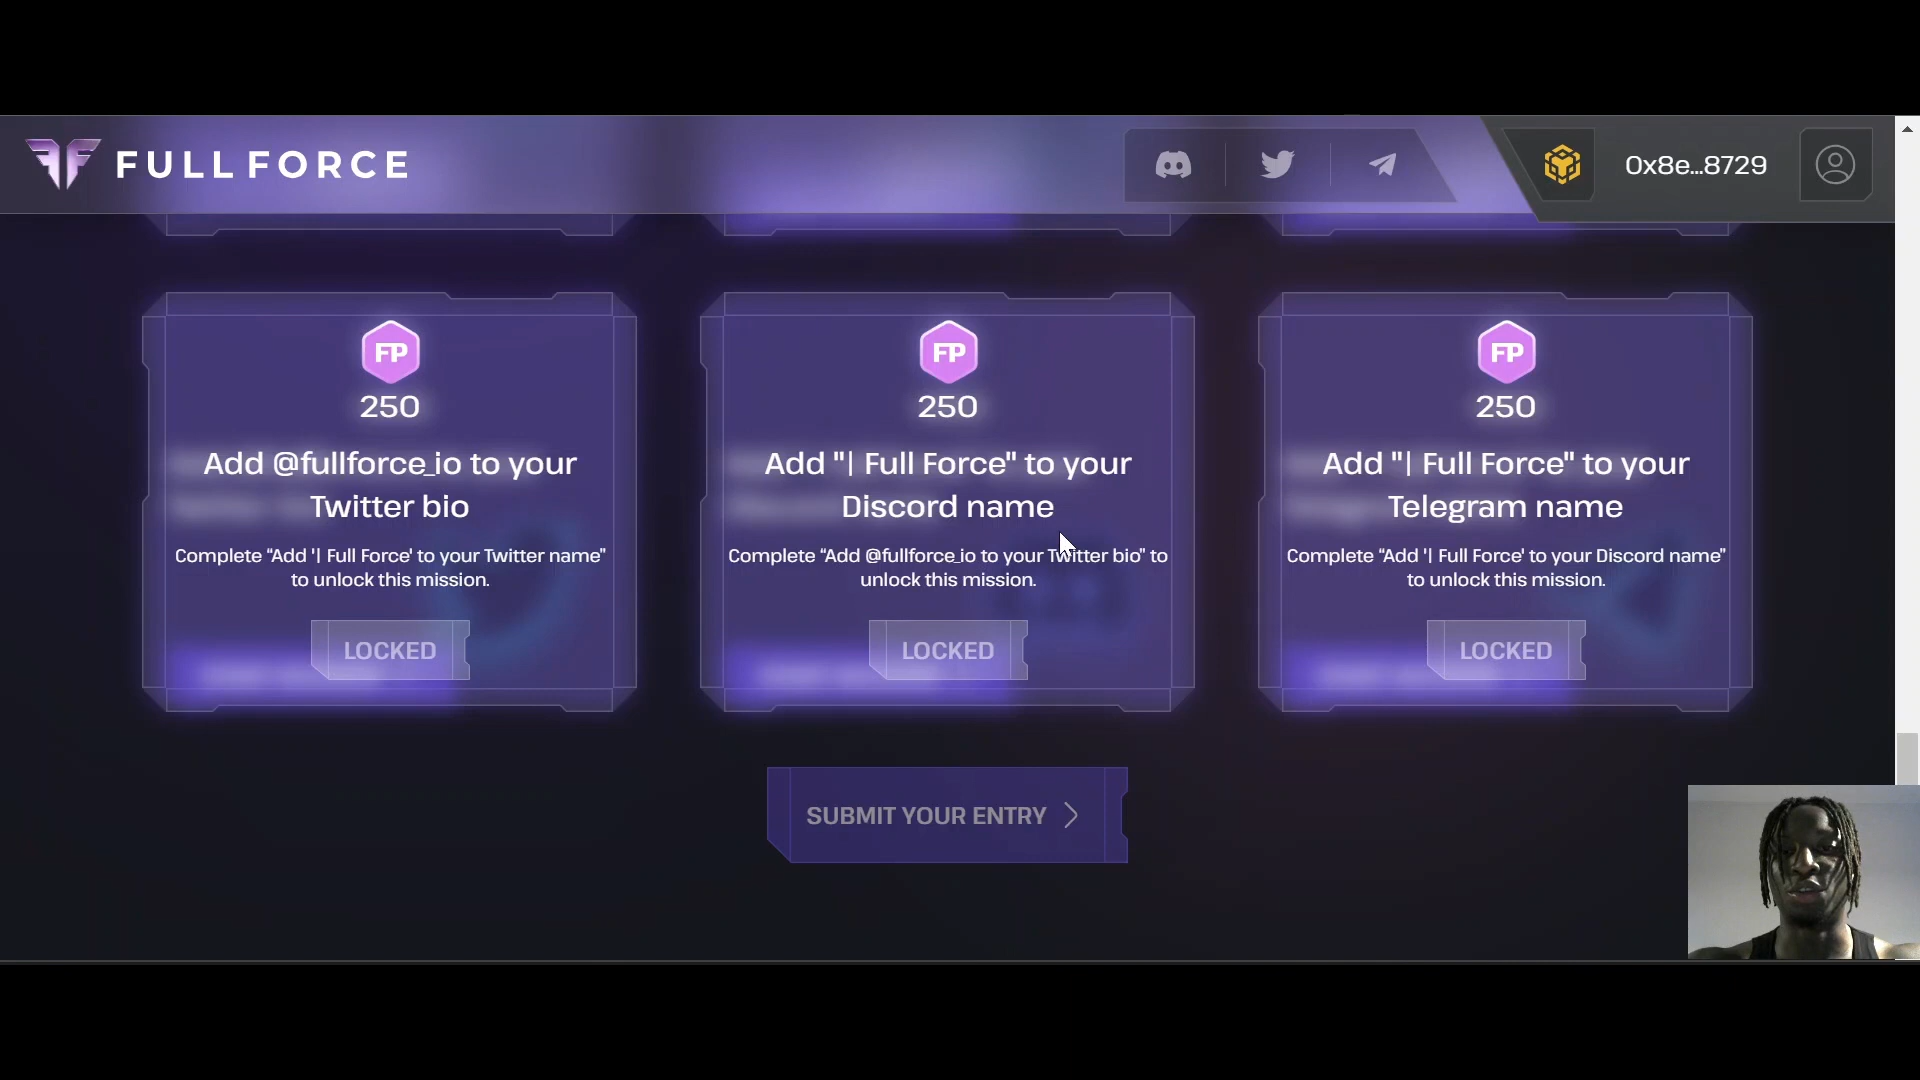 FULL FORCE
0x8e...8729
FP
250
Add @fullforce_io to your
Twitter bio
Complete “Add '| Full Force' to your Twitter name”
to unlock this mission.
LOCKED
FP
250
Add "| Full Force" to your
Discord name
Complete “Add @fullforce_io to your Twitter bio” to
unlock this mission.
LOCKED
FP
250
Add "| Full Force" to your
Telegram name
Complete “Add '| Full Force' to your Discord name”
to unlock this mission.
LOCKED
SUBMIT YOUR ENTRY